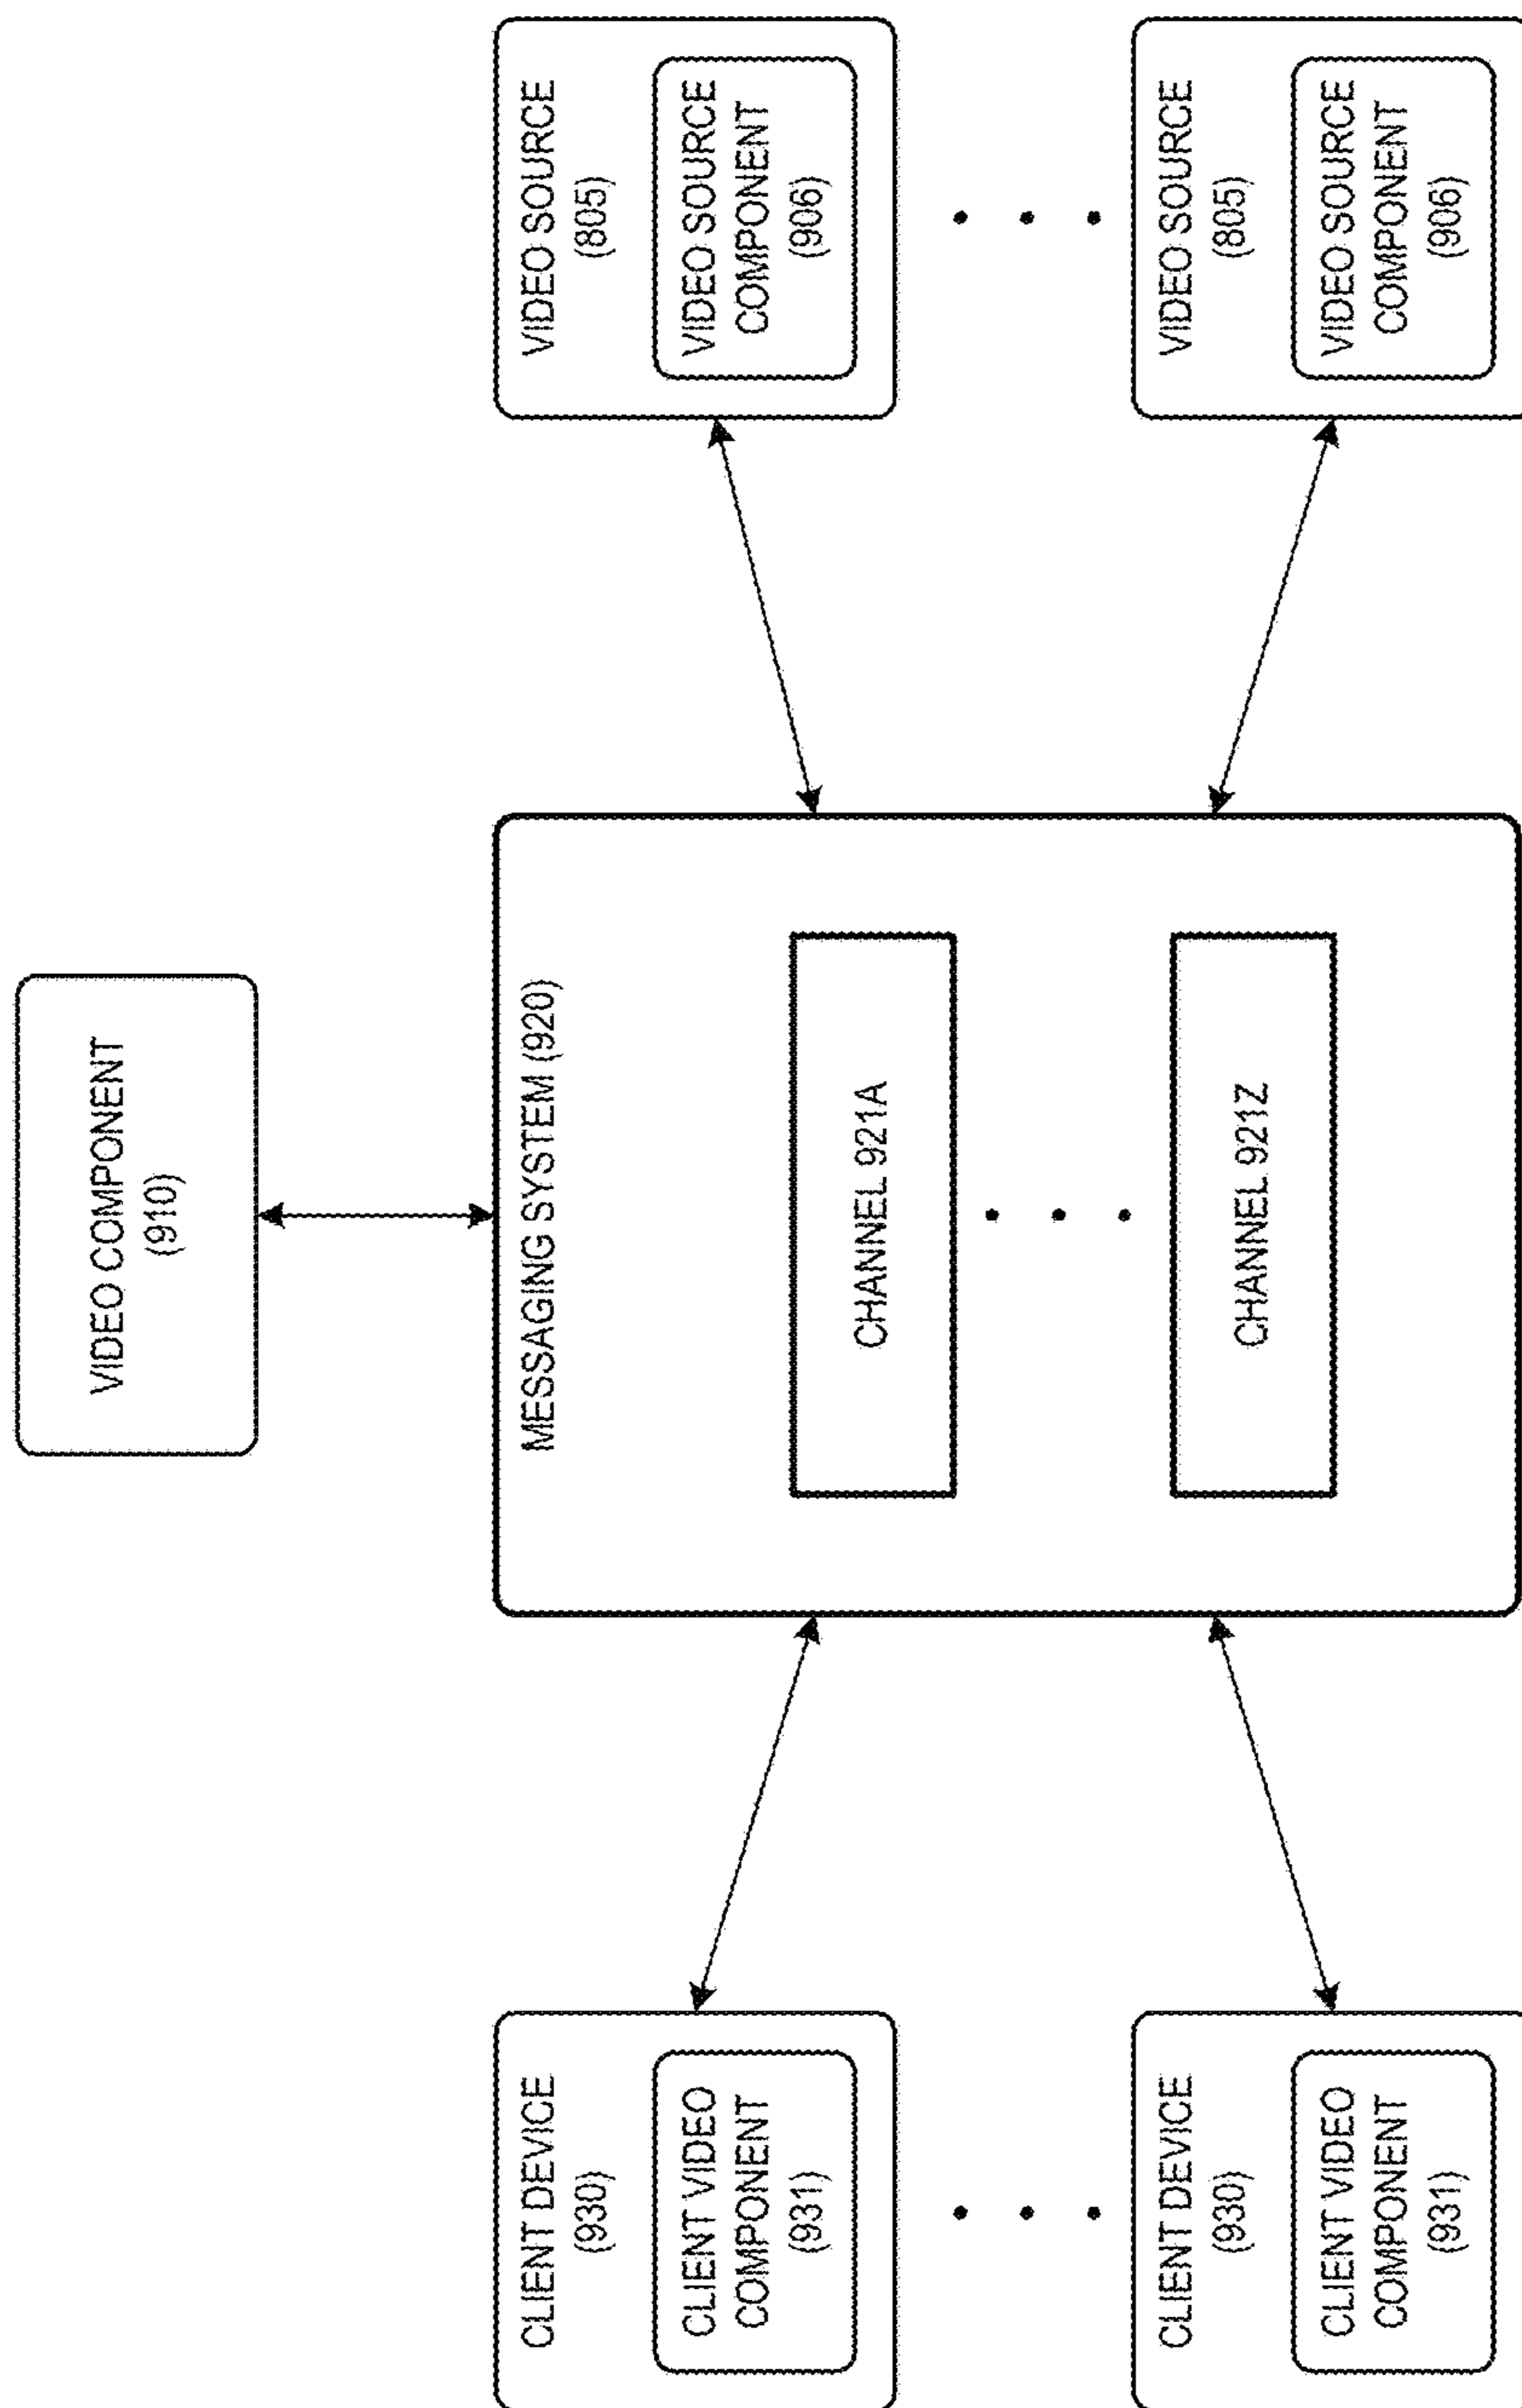 VIDEO COMPONENT
(910)
CLIENT DEVICE
(930)
CLIENT VIDEO
COMPONENT
(931)
CLIENT DEVICE
(930)
CLIENT VIDEO
COMPONENT
(931)
MESSAGING SYSTEM (920)
CHANNEL 921A
CHANNEL 921Z
VIDEO SOURCE
(805)
VIDEO SOURCE
COMPONENT
(906)
VIDEO SOURCE
(805)
VIDEO SOURCE
COMPONENT
(906)